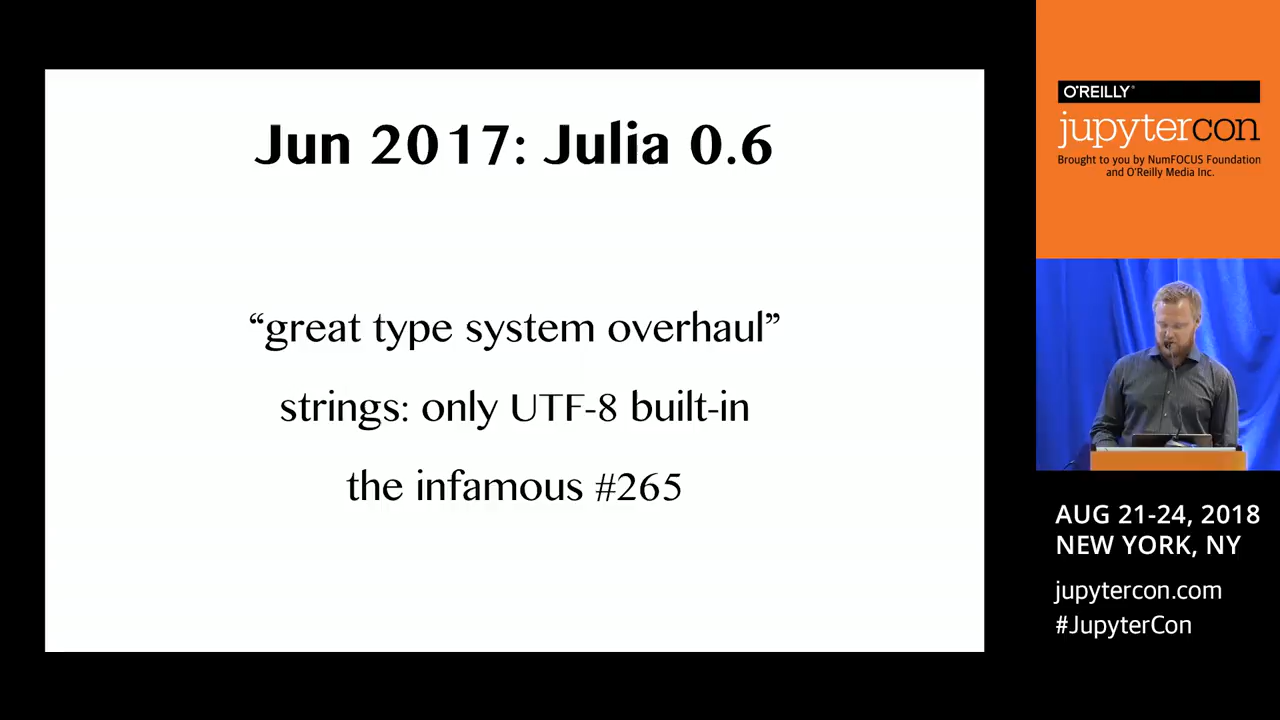 Jun 2017: Julia 0.6
“great type system overhaul”
strings: only UTF-8 built-in
the infamous #265
O'REILLY®
jupytercon
Brought to you by NumFOCUS Foundation
and O'Reilly Media Inc.
AUG 21-24, 2018
NEW YORK, NY
jupytercon.com
#JupyterCon